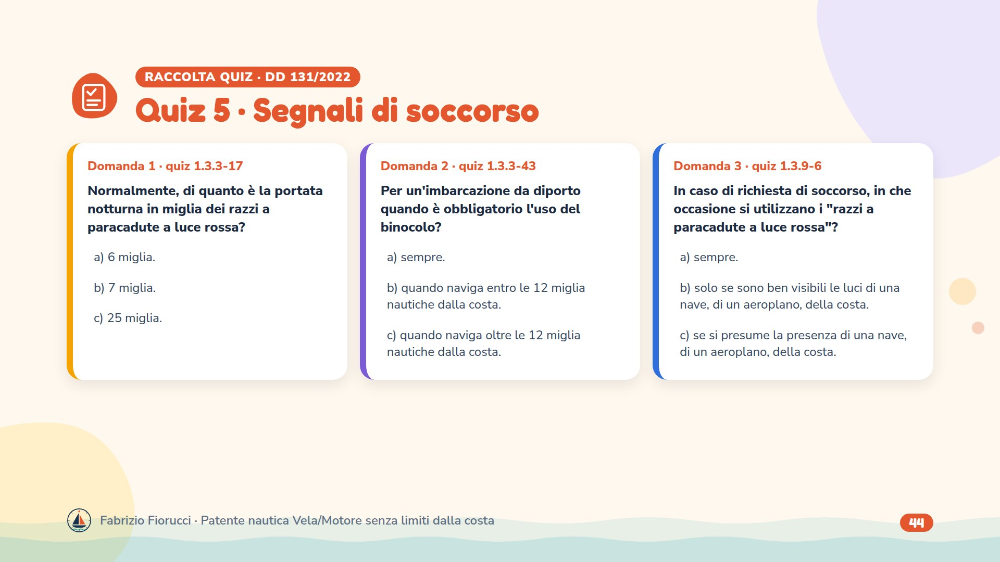 RACCOLTA QUIZ · DD 131/2022
Quiz 5 · Segnali di soccorso
Domanda 1 · quiz 1.3.3-17
Normalmente, di quanto è la portata
notturna in miglia dei razzi a
paracadute a luce rossa?
a) 6 miglia.
b) 7 miglia.
c) 25 miglia.
Domanda 2 · quiz 1.3.3-43
Per un'imbarcazione da diporto
quando è obbligatorio l'uso del
binocolo?
a) sempre.
b) quando naviga entro le 12 miglia
nautiche dalla costa.
c) quando naviga oltre le 12 miglia
nautiche dalla costa.
Domanda 3 · quiz 1.3.9-6
In caso di richiesta di soccorso, in che
occasione si utilizzano i "razzi a
paracadute a luce rossa"?
a) sempre.
b) solo se sono ben visibili le luci di una
nave, di un aeroplano, della costa.
c) se si presume la presenza di una nave,
di un aeroplano, della costa.
Fabrizio Fiorucci · Patente nautica Vela/Motore senza limiti dalla costa
44